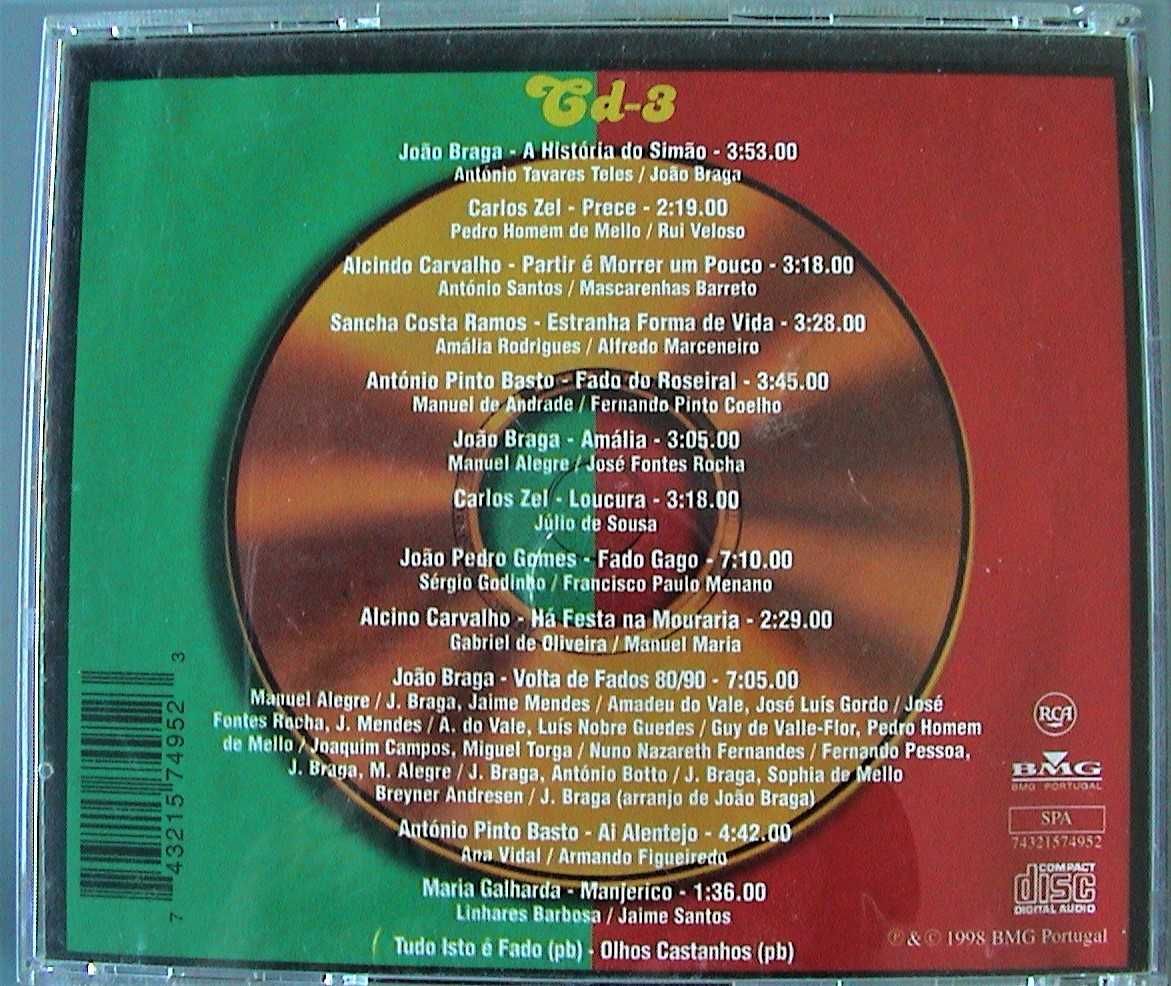 Cd-3
João Braga - A História do Simão - 3:53.00
António Tavares Teles / João Braga
Carlos Zel - Prece - 2:19.00
Pedro Homem de Mello / Rui Veloso
Alcindo Carvalho - Partir é Morrer um Pouco - 3:18.00
António Santos / Mascarenhas Barreto
Sancha Costa Ramos - Estranha Forma de Vida - 3:28.00
Amália Rodrigues / Alfredo Marceneiro
António Pinto Basto - Fado do Roseiral - 3:45.00
Manuel de Andrade / Fernando Pinto Coelho
João Braga - Amália - 3:05.00
Manuel Alegre / José Fontes Rocha
Carlos Zel - Loucura - 3:18.00
Júlio de Sousa
João Pedro Gomes - Fado Gago - 7:10.00
Sérgio Godinho / Francisco Paulo Menano
Alcino Carvalho - Há Festa na Mouraria - 2:29.00
Gabriel de Oliveira / Manuel Maria
João Braga - Volta de Fados 80/90 - 7:05.00
Manuel Alegre / J. Braga, Jaime Mendes / Amadeu do Vale, José Luís Gordo / José
Fontes Rocha, J. Mendes / A. do Vale, Luís Nobre Guedes / Guy de Valle-Flor, Pedro Homem
de Mello / Joaquim Campos, Miguel Torga / Nuno Nazareth Fernandes / Fernando Pessoa,
J. Braga, M. Alegre / J. Braga, António Botto / J. Braga, Sophia de Mello
Breyner Andresen / J. Braga (arranjo de João Braga)
António Pinto Basto - Ai Alentejo - 4:42.00
Ana Vidal / Armando Figueiredo
Maria Galharda - Manjerico - 1:36.00
Linhares Barbosa / Jaime Santos
Tudo Isto é Fado (pb) - Olhos Castanhos (pb)
7 43215 74952 3
RCA
BMG
BMG PORTUGAL
SPA
74321574952
COMPACT
disc
DIGITAL AUDIO
℗ & © 1998 BMG Portugal